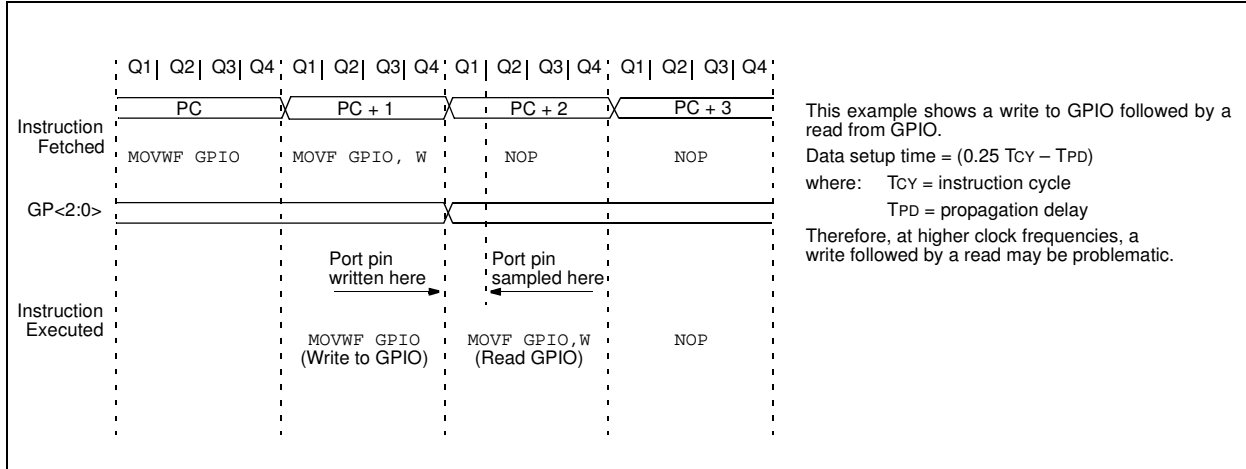 Q1| Q2| Q3| Q4 Q1| Q2| Q3| Q4 Q1| Q2| Q3| Q4 Q1| Q2| Q3| Q4
PC PC + 1 PC + 2 PC + 3
Instruction
Fetched
MOVWF GPIO MOVF GPIO, W NOP NOP
GP<2:0>
Port pin
written here
Port pin
sampled here
Instruction
Executed
MOVWF GPIO MOVF GPIO,W NOP
(Write to GPIO) (Read GPIO)
This example shows a write to GPIO followed by a
read from GPIO.
Data setup time = (0.25 TCY – TPD)
where: TCY = instruction cycle
TPD = propagation delay
Therefore, at higher clock frequencies, a
write followed by a read may be problematic.